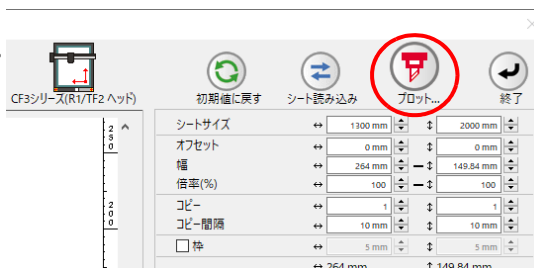 CF3シリーズ(R1/TF2 ヘッド)
初期値に戻す
シート読み込み
プロット...
終了
シートサイズ ↔ 1300 mm ↕ 2000 mm
オフセット ↔ 0 mm ↕ 0 mm
幅 ↔ 264 mm ↕ 149.84 mm
倍率(%) ↔ 100 ↕ 100
コピー ↔ 1 ↕ 1
コピー間隔 ↔ 10 mm ↕ 10 mm
枠 ↔ 5 mm ↕ 5 mm
↔ 264 mm ↕ 149.84 mm
200